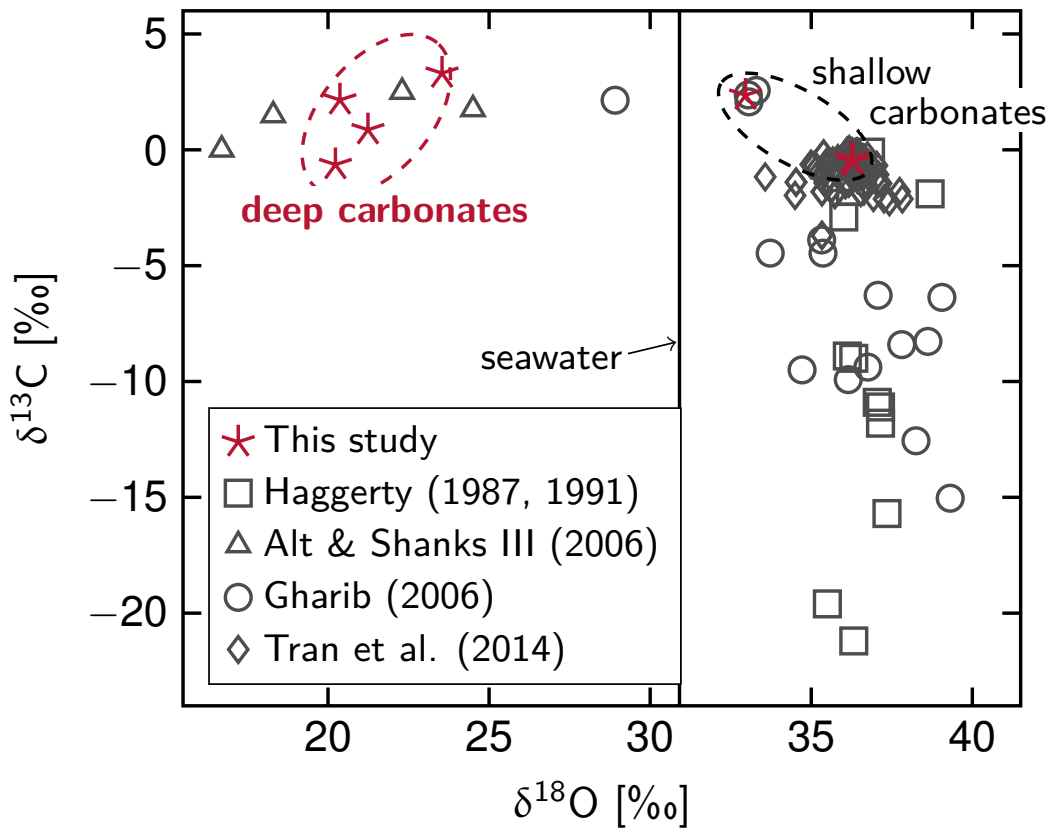 5
0
−5
−10
−15
−20
δ13C [‰]
shallow
carbonates
deep carbonates
seawater
This study
Haggerty (1987, 1991)
Alt & Shanks III (2006)
Gharib (2006)
Tran et al. (2014)
20
25
30
35
40
δ18O [‰]